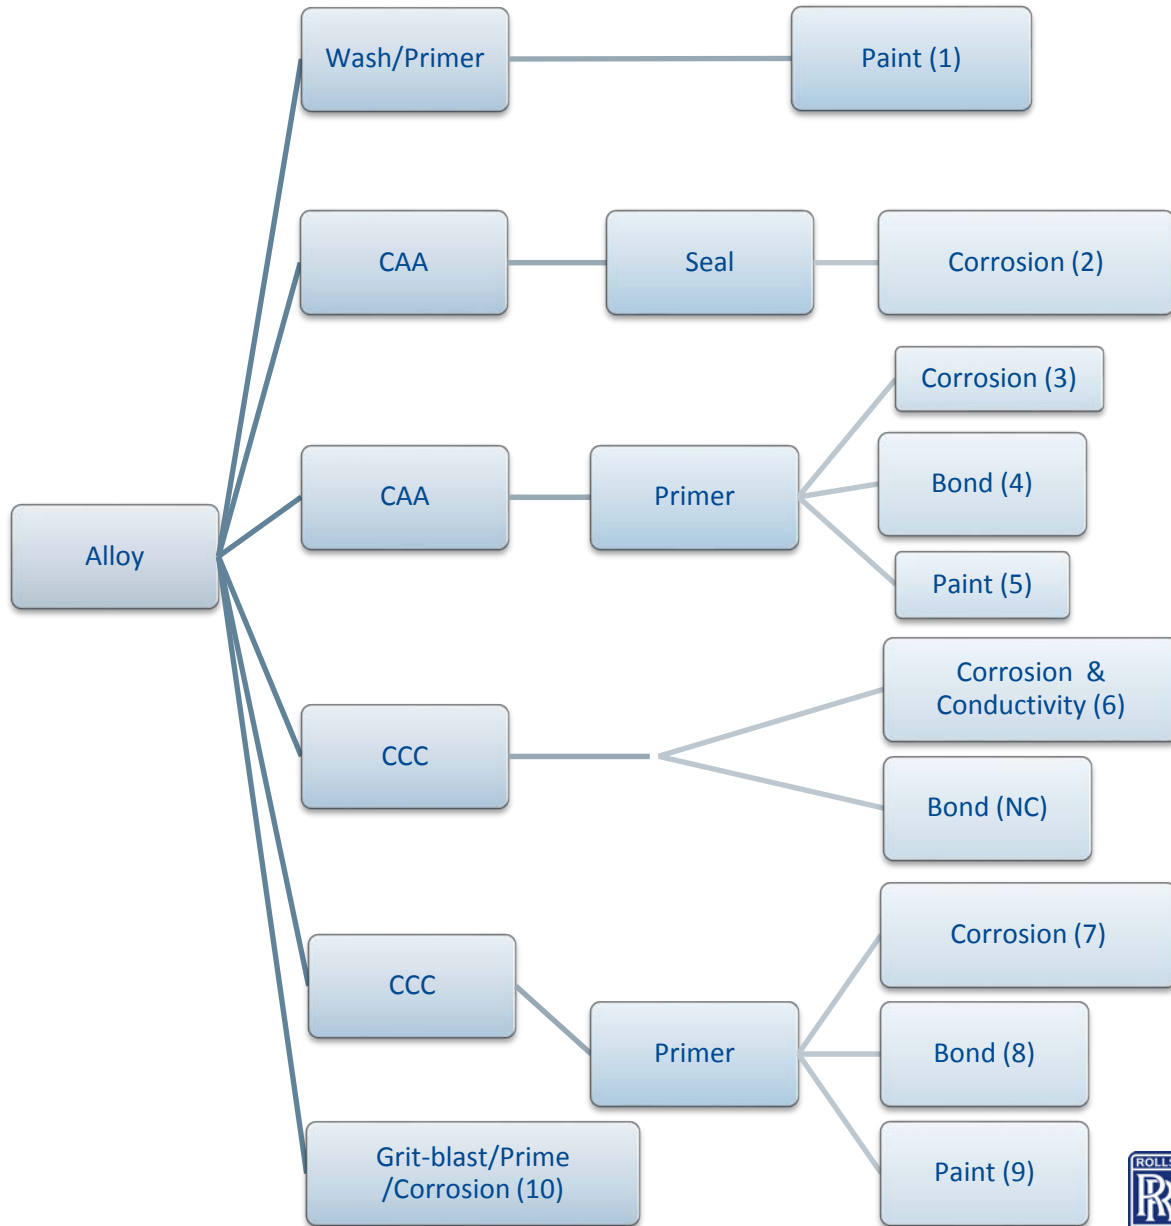 Wash/Primer
Paint (1)
CAA
Seal
Corrosion (2)
Corrosion (3)
CAA
Primer
Bond (4)
Alloy
Paint (5)
Corrosion &
Conductivity (6)
CCC
Bond (NC)
Corrosion (7)
CCC
Primer
Bond (8)
Grit-blast/Prime
/Corrosion (10)
Paint (9)